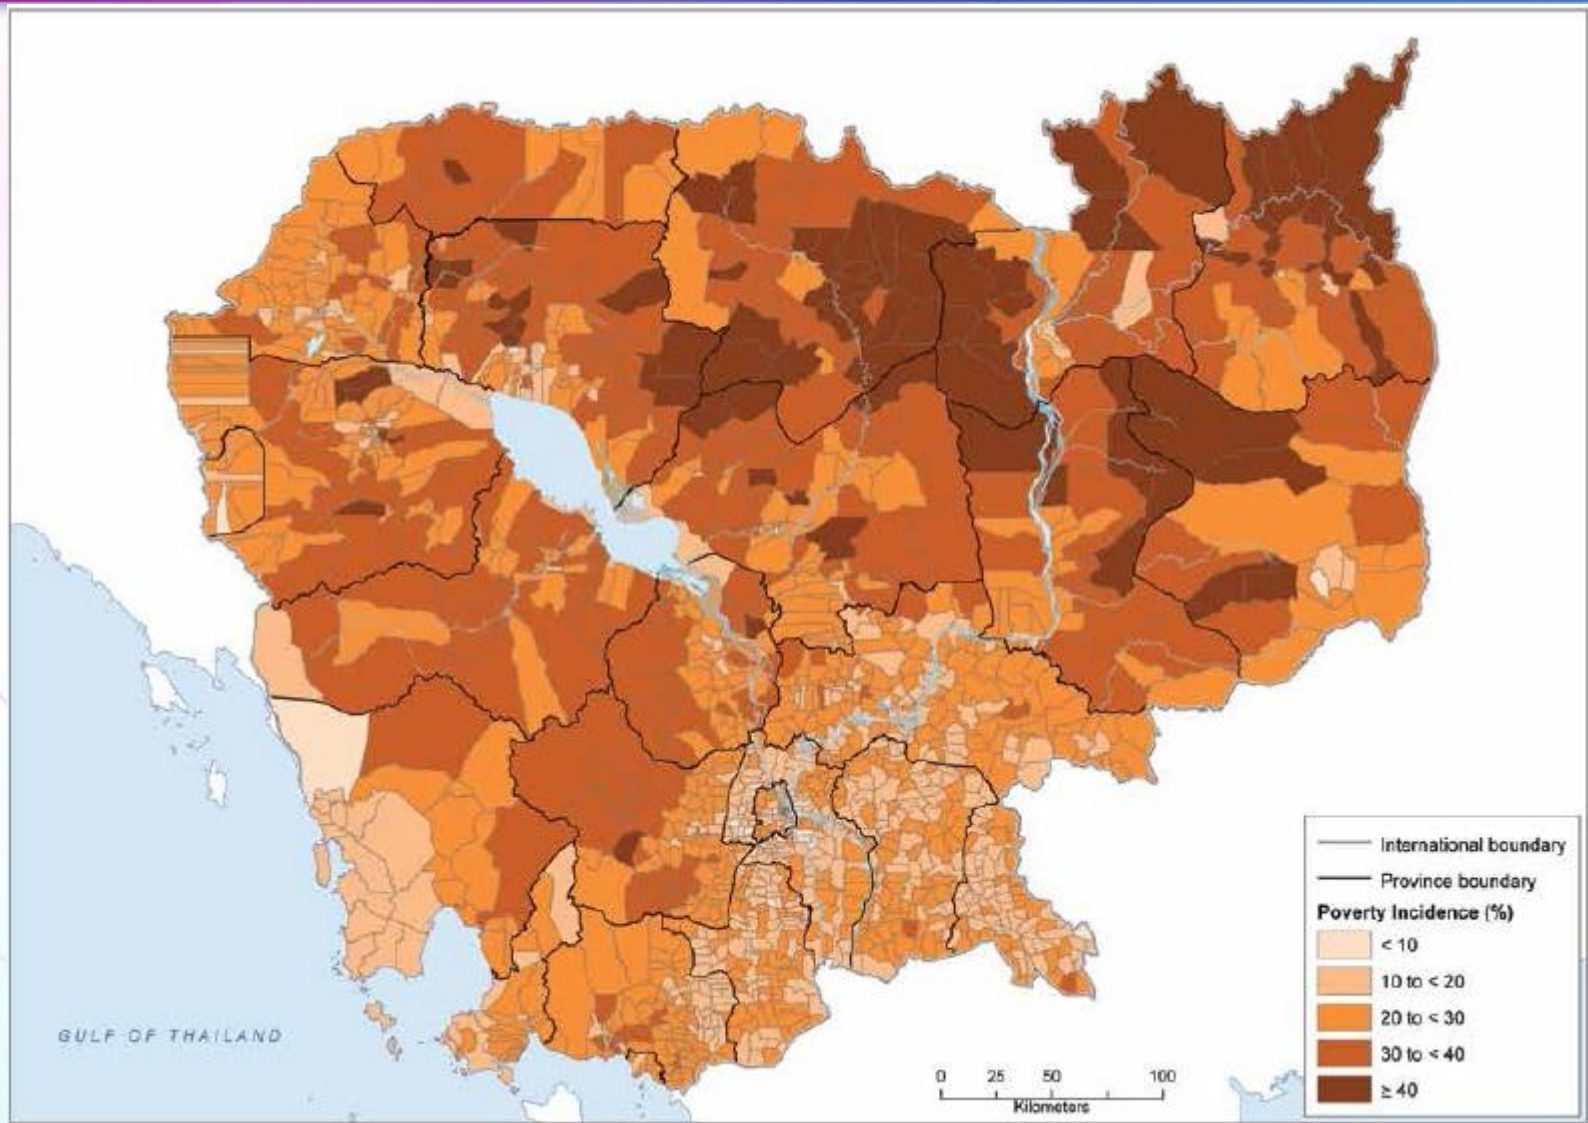 GULF OF THAILAND
0 25 50 100
Kilometers
International boundary
Province boundary
Poverty Incidence (%)
< 10
10 to < 20
20 to < 30
30 to < 40
≥ 40